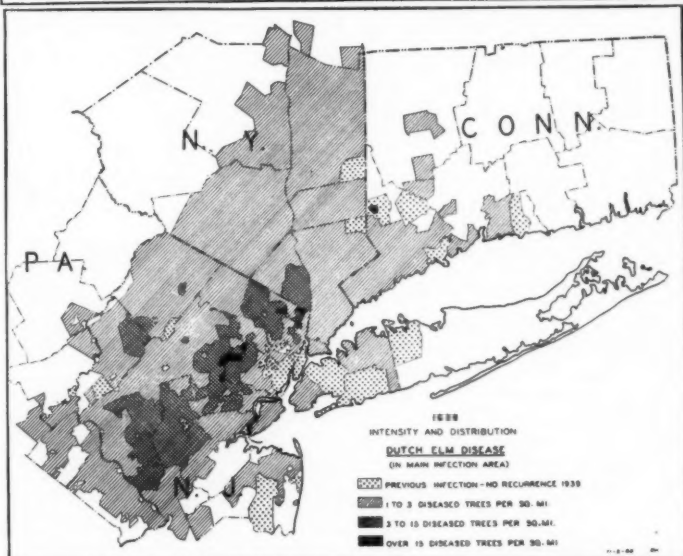 N. Y.
CONN.
PA
N. J.
INTENSITY AND DISTRIBUTION
DUTCH ELM DISEASE
(IN MAIN INFECTION AREA)
PREVIOUS INFECTION - NO RECURRENCE 1939
1 TO 3 DISEASED TREES PER SQ. MI.
3 TO 15 DISEASED TREES PER SQ. MI.
OVER 15 DISEASED TREES PER SQ. MI.